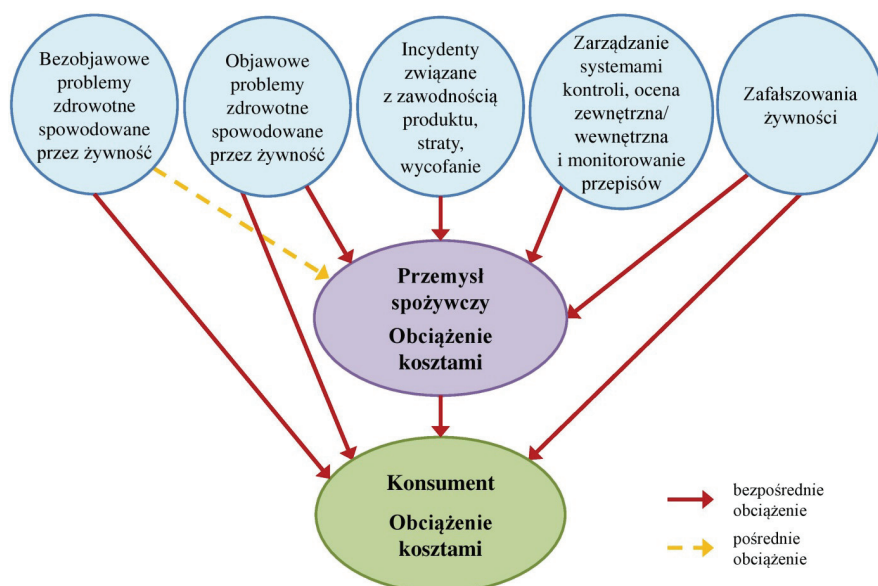 Bezobjawowe
problemy
zdrowotne
spowodowane
przez żywność
Objawowe
problemy
zdrowotne
spowodowane
przez żywność
Incydenty
związane
z zawodnością
produktu,
straty,
wycofanie
Zarządzanie
systemami
kontroli, ocena
zewnętrzna/
wewnętrzna
i monitorowanie
przepisów
Zafałszowania
żywności
Przemysł
spożywczy
Obciążenie
kosztami
Konsument
Obciążenie
kosztami
bezpośrednie
obciążenie
pośrednie
obciążenie